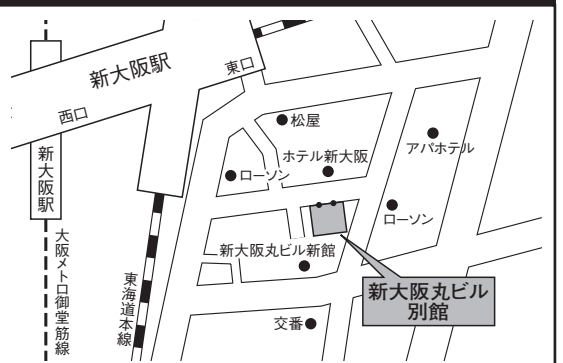 新大阪駅
東口
西口
新大阪駅
大阪メトロ御堂筋線
東海道本線
松屋
ホテル新大阪
ローソン
アパホテル
ローソン
新大阪丸ビル新館
新大阪丸ビル
別館
交番